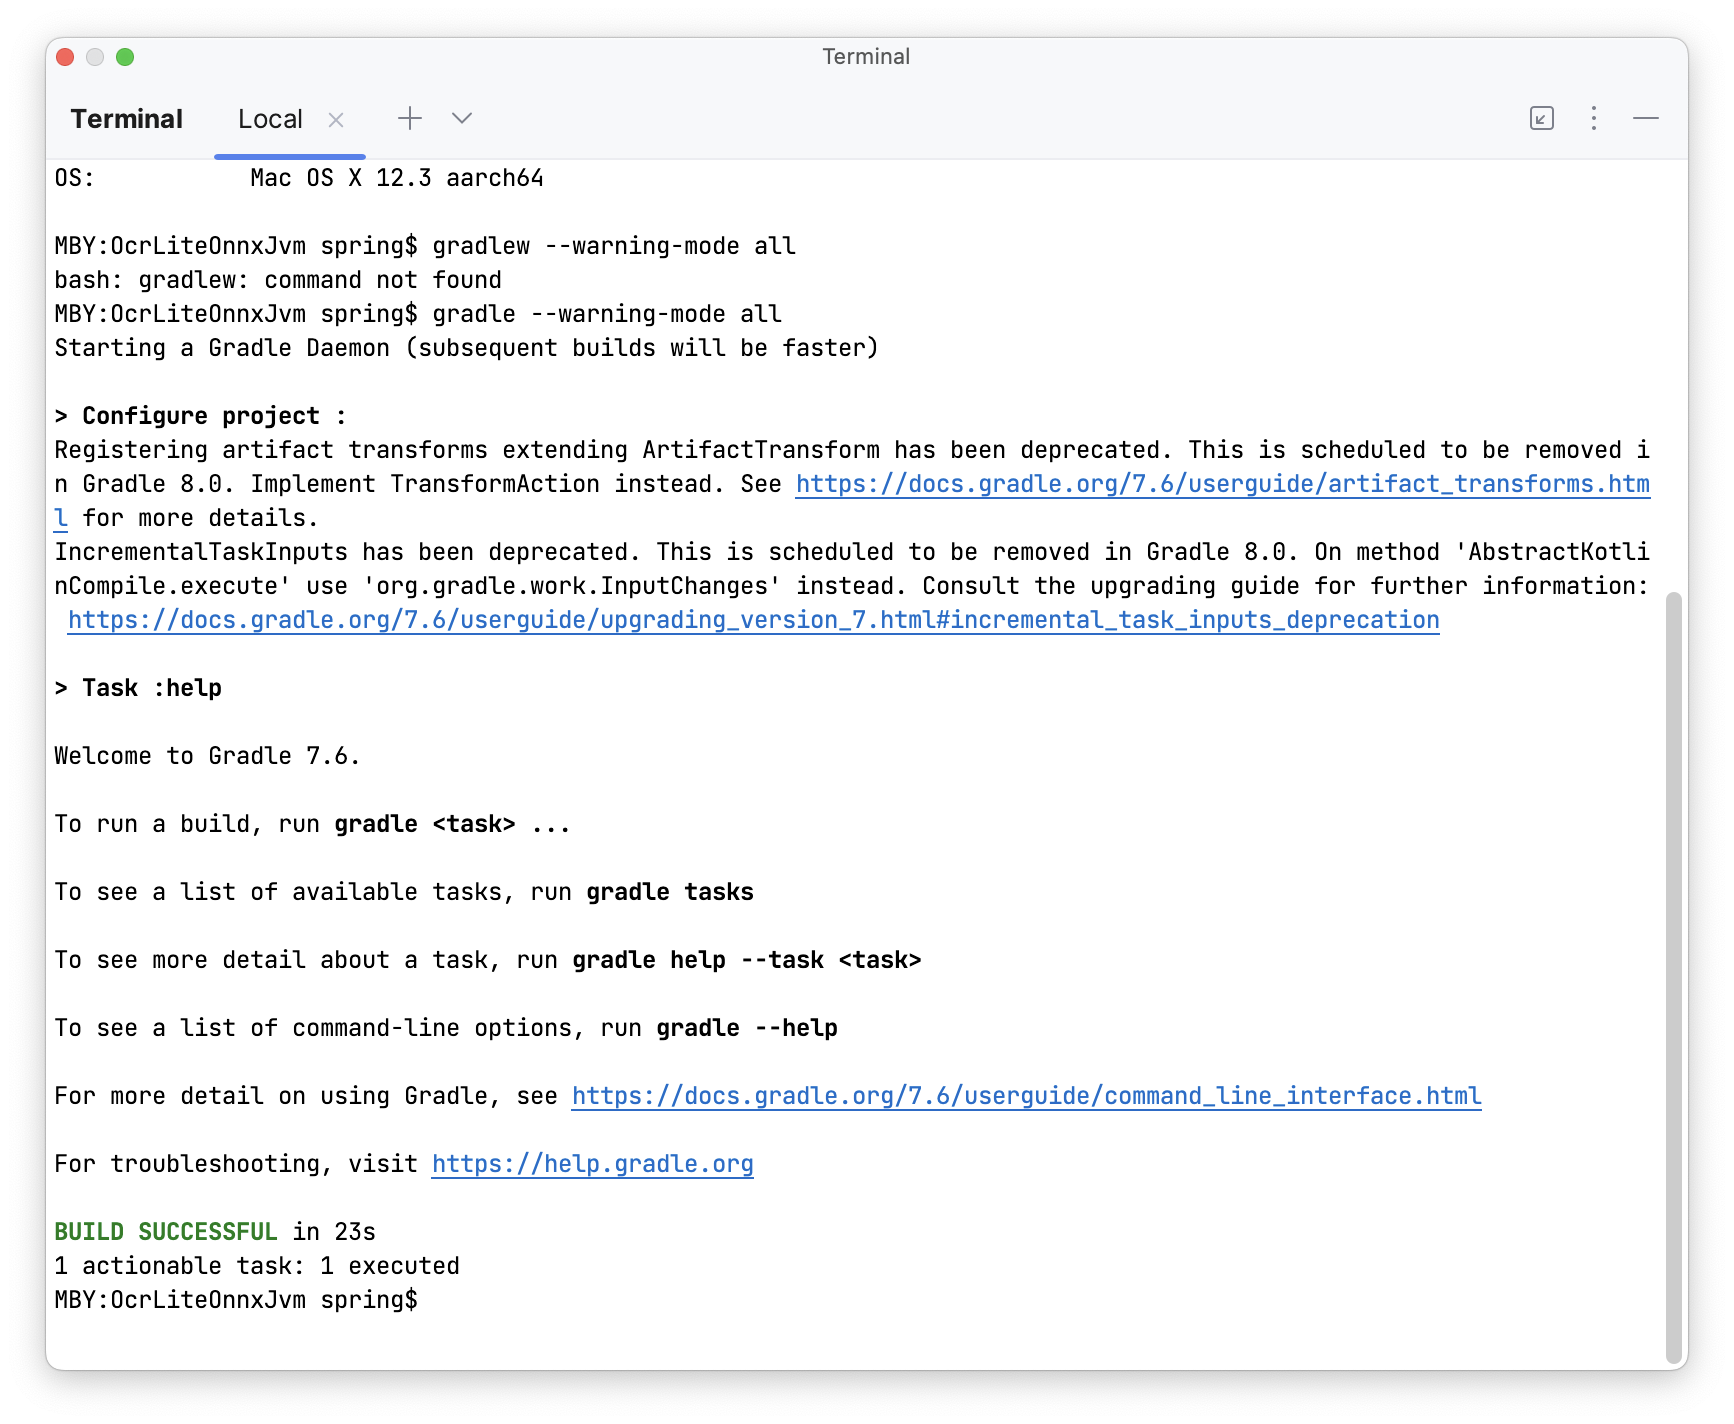 Terminal
Terminal Local
OS:           Mac OS X 12.3 aarch64
MBY:OcrLiteOnnxJvm spring$ gradlew --warning-mode all
bash: gradlew: command not found
MBY:OcrLiteOnnxJvm spring$ gradle --warning-mode all
Starting a Gradle Daemon (subsequent builds will be faster)
> Configure project :
Registering artifact transforms extending ArtifactTransform has been deprecated. This is scheduled to be removed i
n Gradle 8.0. Implement TransformAction instead. See https://docs.gradle.org/7.6/userguide/artifact_transforms.htm
l for more details.
IncrementalTaskInputs has been deprecated. This is scheduled to be removed in Gradle 8.0. On method 'AbstractKotli
nCompile.execute' use 'org.gradle.work.InputChanges' instead. Consult the upgrading guide for further information:
 https://docs.gradle.org/7.6/userguide/upgrading_version_7.html#incremental_task_inputs_deprecation
> Task :help
Welcome to Gradle 7.6.
To run a build, run gradle <task> ...
To see a list of available tasks, run gradle tasks
To see more detail about a task, run gradle help --task <task>
To see a list of command-line options, run gradle --help
For more detail on using Gradle, see https://docs.gradle.org/7.6/userguide/command_line_interface.html
For troubleshooting, visit https://help.gradle.org
BUILD SUCCESSFUL in 23s
1 actionable task: 1 executed
MBY:OcrLiteOnnxJvm spring$